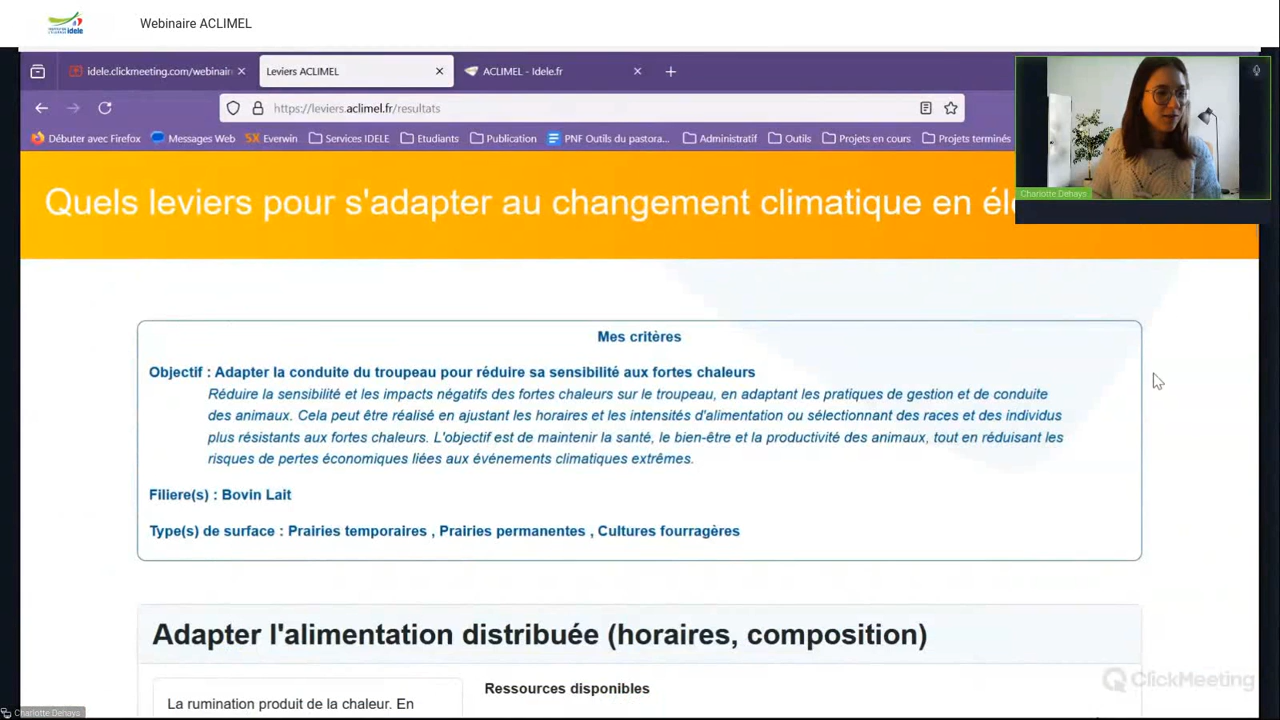 idele
Webinaire ACLIMEL
idele.clickmeeting.com/webinair
Leviers ACLIMEL
ACLIMEL - Idele.fr
https://leviers.aclimel.fr/resultats
Débuter avec Firefox
Messages Web
SX Everwin
Services IDELE
Etudiants
Publication
PNF Outils du pastora...
Administratif
Outils
Projets en cours
Projets terminés
Charlotte Dehays
Quels leviers pour s'adapter au changement climatique en
Mes critères
Objectif : Adapter la conduite du troupeau pour réduire sa sensibilité aux fortes chaleurs
Réduire la sensibilité et les impacts négatifs des fortes chaleurs sur le troupeau, en adaptant les pratiques de gestion et de conduite
des animaux. Cela peut être réalisé en ajustant les horaires et les intensités d'alimentation ou sélectionnant des races et des individus
plus résistants aux fortes chaleurs. L'objectif est de maintenir la santé, le bien-être et la productivité des animaux, tout en réduisant les
risques de pertes économiques liées aux événements climatiques extrêmes.
Filiere(s) : Bovin Lait
Type(s) de surface : Prairies temporaires , Prairies permanentes , Cultures fourragères
Adapter l'alimentation distribuée (horaires, composition)
La rumination produit de la chaleur. En
Ressources disponibles
ClickMeeting
Charlotte Dehays